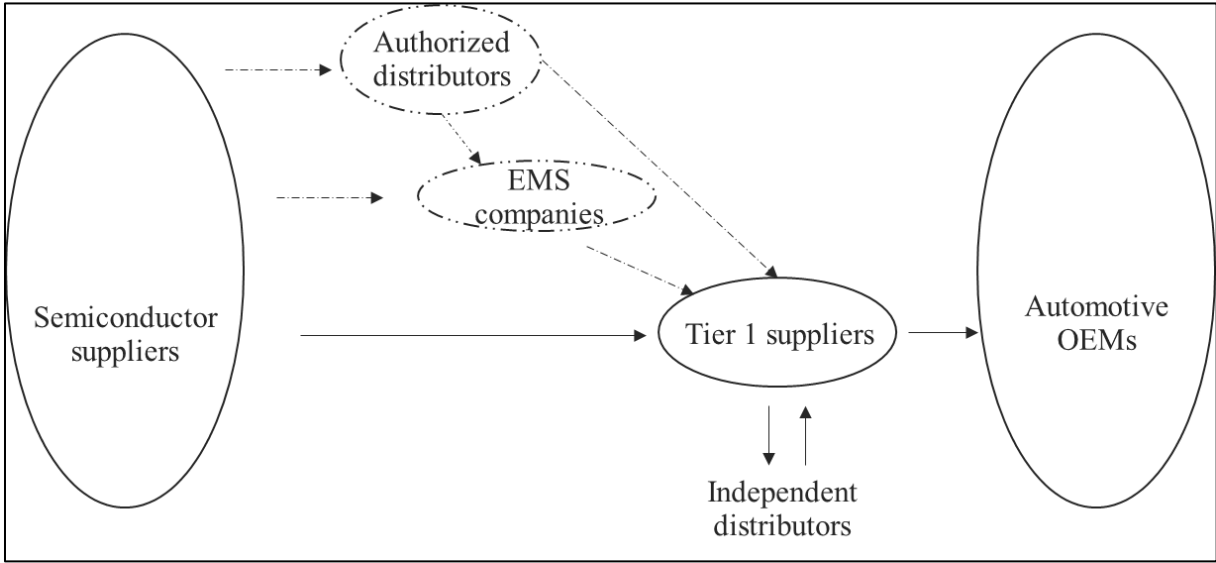 Authorized
distributors
EMS
companies
Semiconductor
suppliers
Tier 1 suppliers
Automotive
OEMs
Independent
distributors